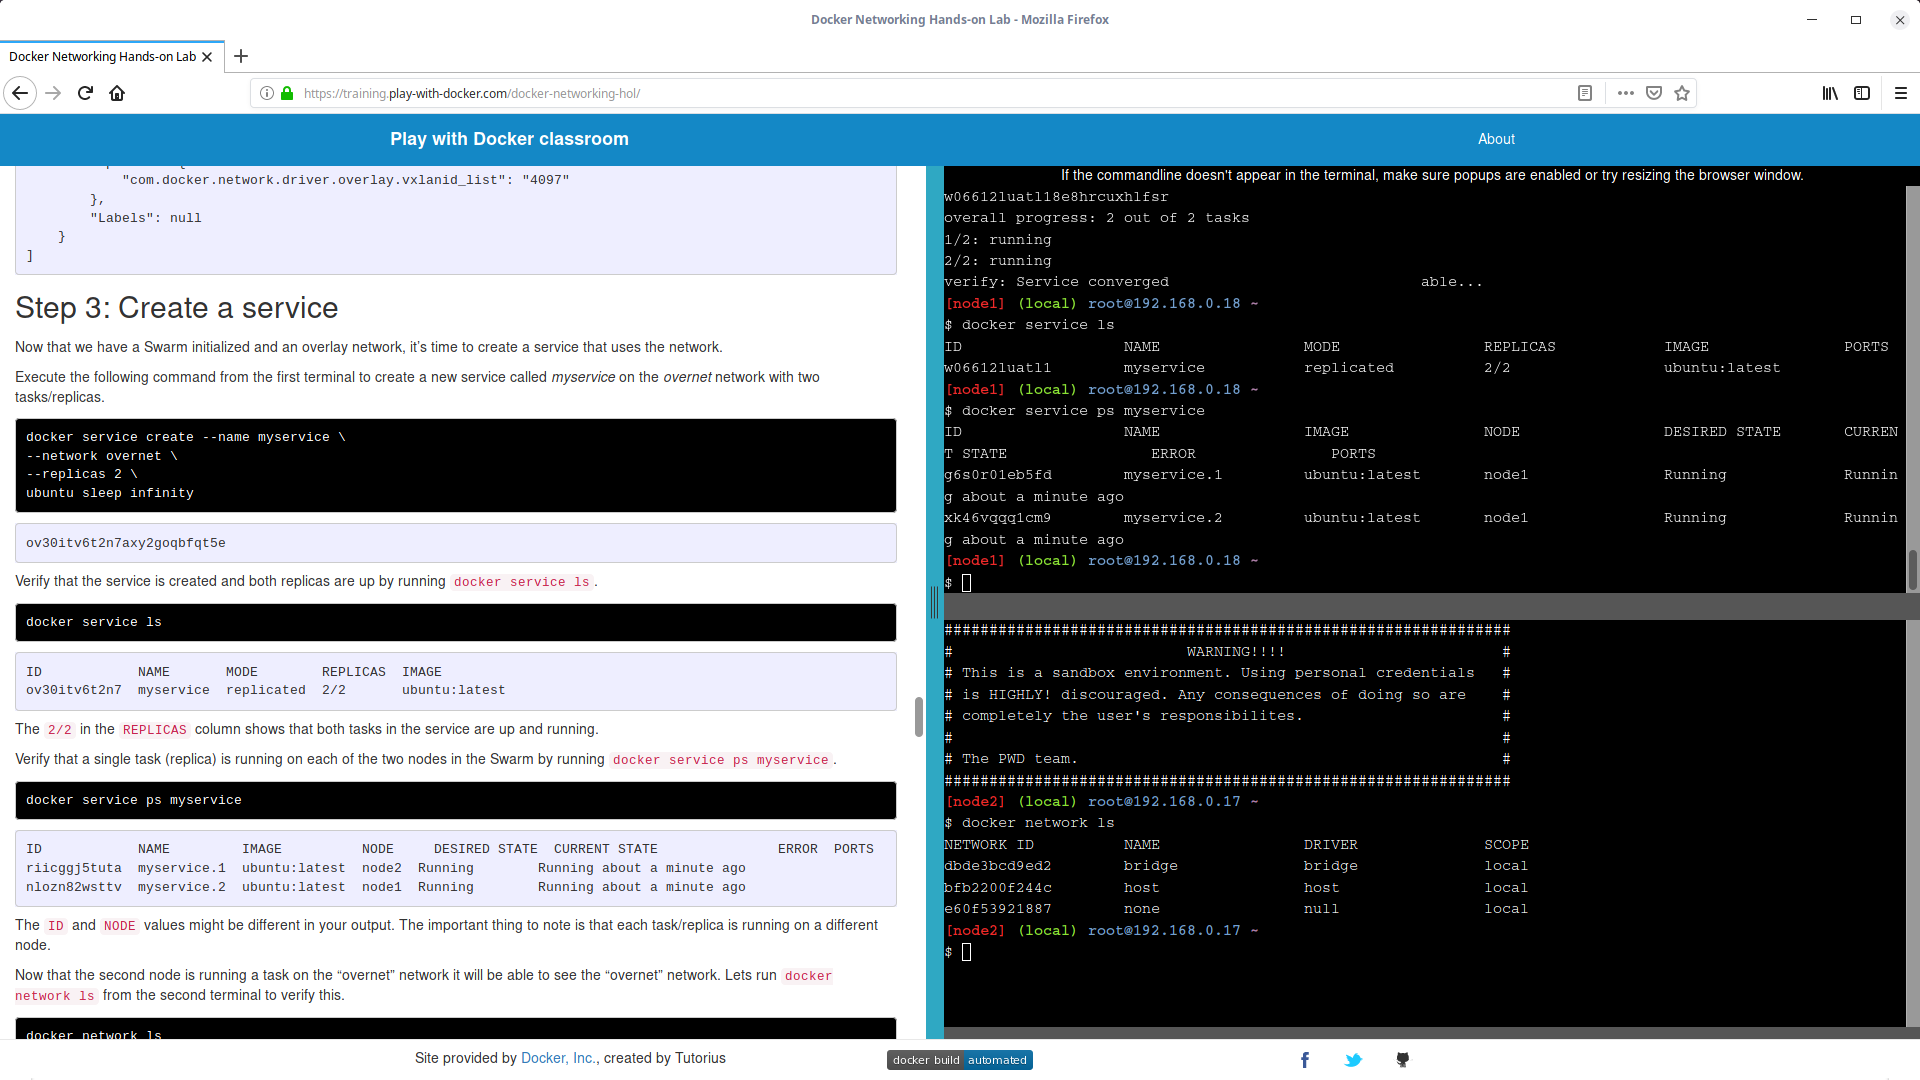 Docker Networking Hands-on Lab - Mozilla Firefox
Docker Networking Hands-on Lab
https://training.play-with-docker.com/docker-networking-hol/
Play with Docker classroom
About
"com.docker.network.driver.overlay.vxlanid_list": "4097"
},
"Labels": null
}
]
Step 3: Create a service
Now that we have a Swarm initialized and an overlay network, it's time to create a service that uses the network.
Execute the following command from the first terminal to create a new service called myservice on the overnet network with two
tasks/replicas.
docker service create --name myservice \
--network overnet \
--replicas 2 \
ubuntu sleep infinity
ov30itv6t2n7axy2goqbfqt5e
Verify that the service is created and both replicas are up by running docker service ls.
docker service ls
ID NAME MODE REPLICAS IMAGE
ov30itv6t2n7 myservice replicated 2/2 ubuntu:latest
The 2/2 in the REPLICAS column shows that both tasks in the service are up and running.
Verify that a single task (replica) is running on each of the two nodes in the Swarm by running docker service ps myservice.
docker service ps myservice
ID NAME IMAGE NODE DESIRED STATE CURRENT STATE ERROR PORTS
riicggj5tuta myservice.1 ubuntu:latest node2 Running Running about a minute ago
nlozn82wsttv myservice.2 ubuntu:latest node1 Running Running about a minute ago
The ID and NODE values might be different in your output. The important thing to note is that each task/replica is running on a different
node.
Now that the second node is running a task on the “overnet” network it will be able to see the “overnet” network. Lets run docker
network ls from the second terminal to verify this.
docker network ls
If the commandline doesn't appear in the terminal, make sure popups are enabled or try resizing the browser window.
w06612luatl18e8hrcuxhlfsr
overall progress: 2 out of 2 tasks
1/2: running
2/2: running
verify: Service converged able...
[node1] (local) root@192.168.0.18 ~
$ docker service ls
ID NAME MODE REPLICAS IMAGE PORTS
w06612luatl1 myservice replicated 2/2 ubuntu:latest
[node1] (local) root@192.168.0.18 ~
$ docker service ps myservice
ID NAME IMAGE NODE DESIRED STATE CURREN
T STATE ERROR PORTS
g6s0r01eb5fd myservice.1 ubuntu:latest node1 Running Runnin
g about a minute ago
xk46vqqq1cm9 myservice.2 ubuntu:latest node1 Running Runnin
g about a minute ago
[node1] (local) root@192.168.0.18 ~
$
###############################################################
# WARNING!!!! #
# This is a sandbox environment. Using personal credentials #
# is HIGHLY! discouraged. Any consequences of doing so are #
# completely the user's responsibilites. #
# #
# The PWD team. #
###############################################################
[node2] (local) root@192.168.0.17 ~
$ docker network ls
NETWORK ID NAME DRIVER SCOPE
dbde3bcd9ed2 bridge bridge local
bfb2200f244c host host local
e60f53921887 none null local
[node2] (local) root@192.168.0.17 ~
$
Site provided by Docker, Inc., created by Tutorius
docker build automated